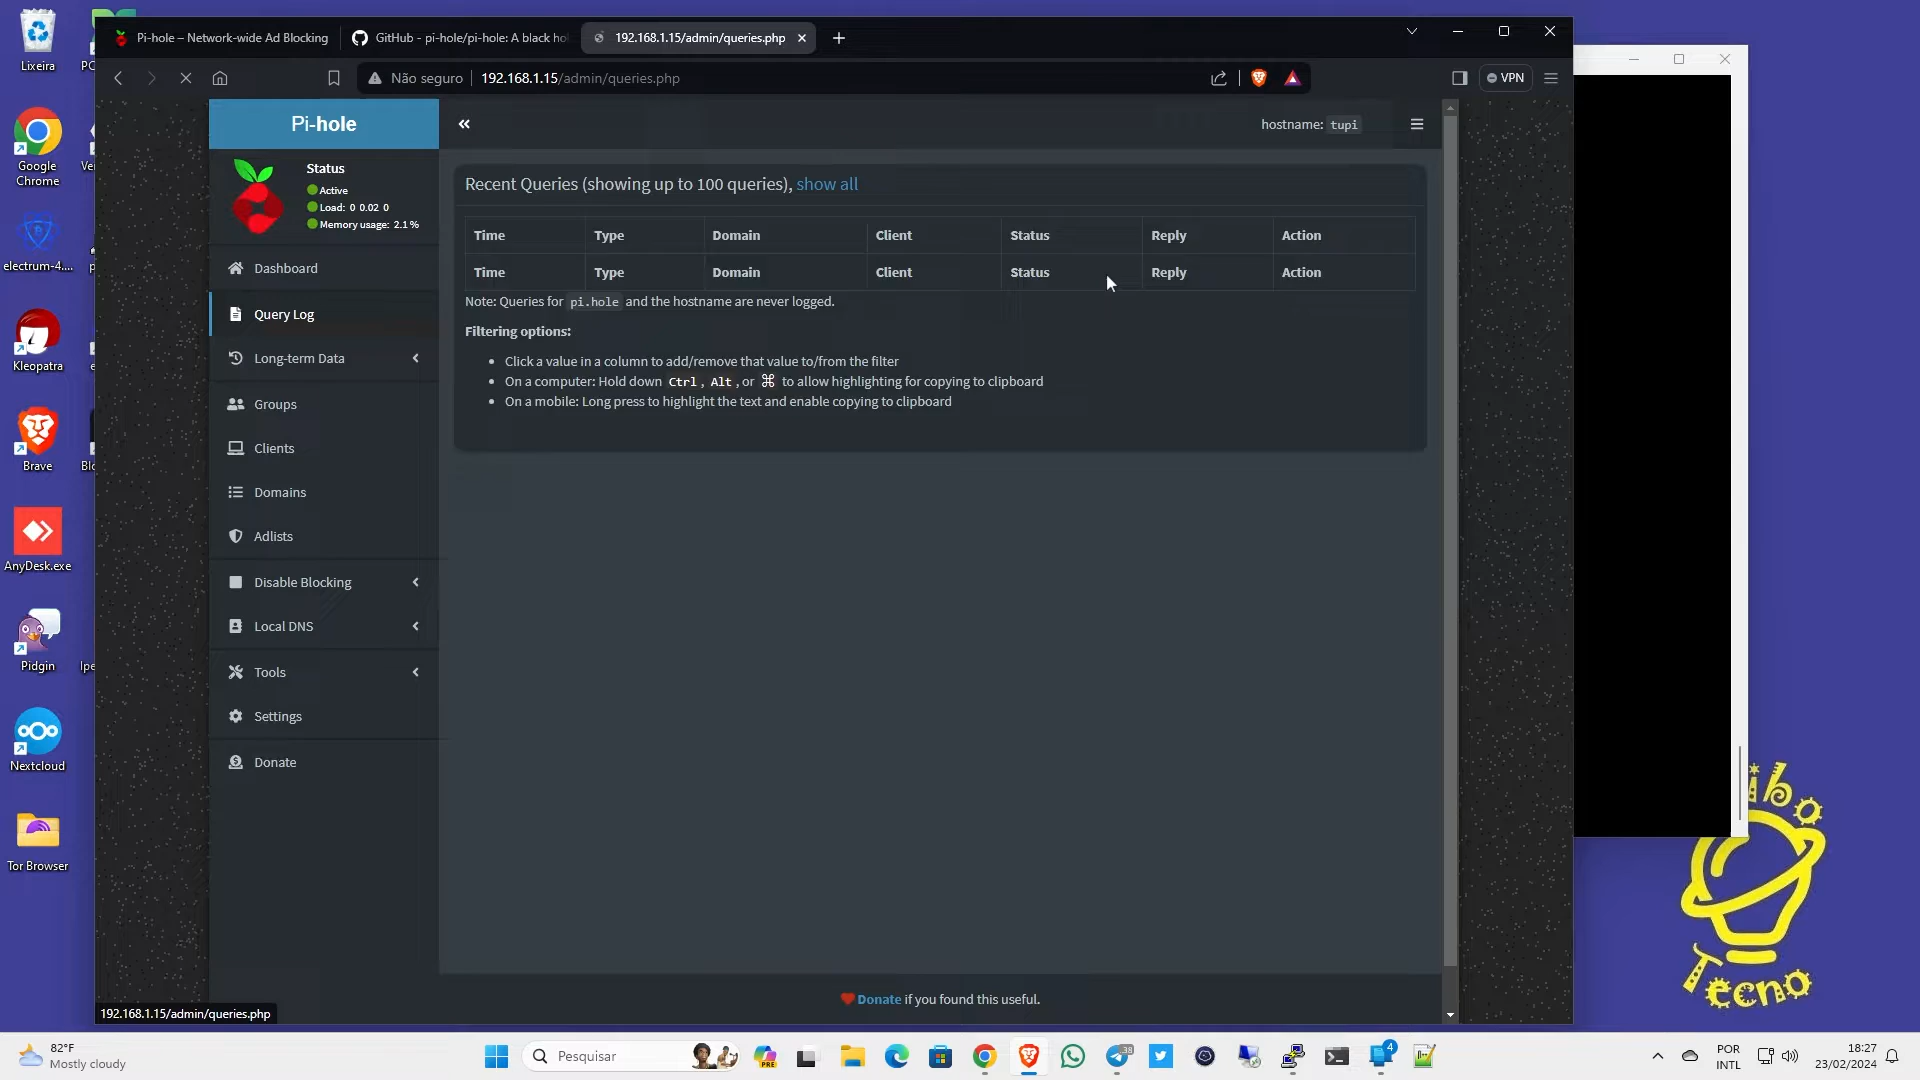 Lixeira
PC
Google
Chrome
Ver
electrum-4....
p
Kleopatra
e
Brave
Blo
AnyDesk.exe
Pidgin
Ipe
Nextcloud
Tor Browser
Pi-hole – Network-wide Ad Blocking
GitHub - pi-hole/pi-hole: A black ho
192.168.1.15/admin/queries.php
Não seguro
192.168.1.15/admin/queries.php
VPN
Pi-hole
hostname: tupi
Status
Active
Load: 0 0.02 0
Memory usage: 2.1 %
Dashboard
Query Log
Long-term Data
Groups
Clients
Domains
Adlists
Disable Blocking
Local DNS
Tools
Settings
Donate
Recent Queries (showing up to 100 queries), show all
Time Type Domain Client Status Reply Action
Time Type Domain Client Status Reply Action
Note: Queries for pi.hole and the hostname are never logged.
Filtering options:
Click a value in a column to add/remove that value to/from the filter
On a computer: Hold down Ctrl, Alt, or ⌘ to allow highlighting for copying to clipboard
On a mobile: Long press to highlight the text and enable copying to clipboard
Donate if you found this useful.
192.168.1.15/admin/queries.php
Tecno
82°F
Mostly cloudy
Pesquisar
PRE
38
4
POR
INTL
18:27
23/02/2024